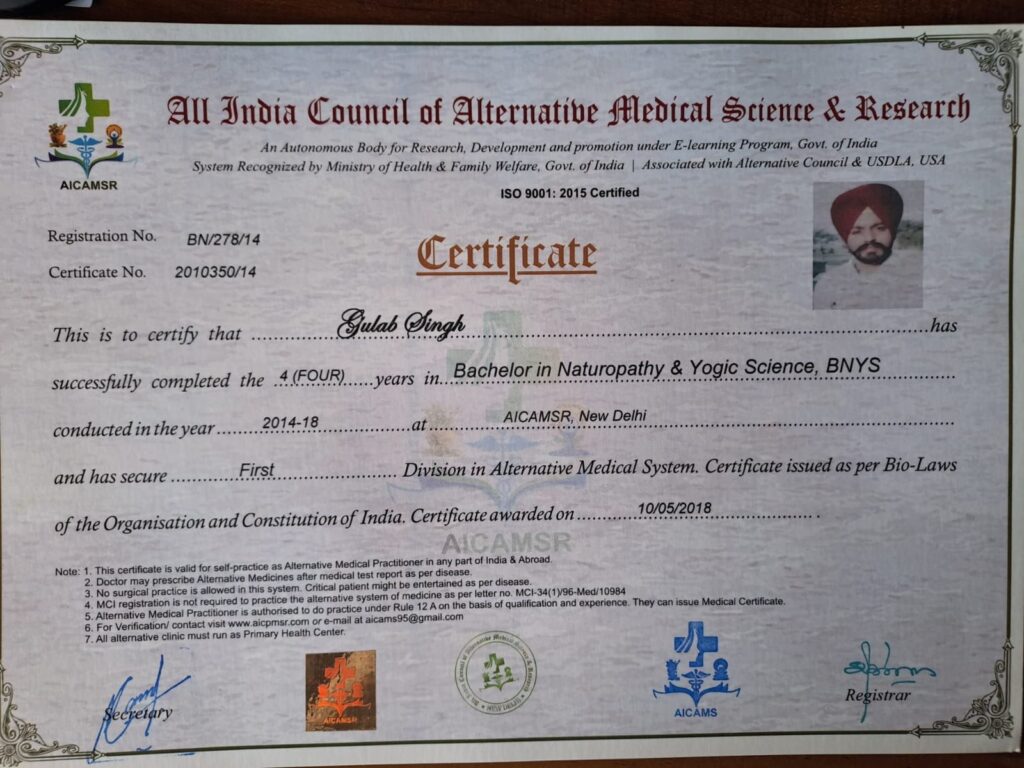 All India Council of Alternative Medical Science & Research
An Autonomous Body for Research, Development and promotion under E-learning Program, Govt. of India
System Recognized by Ministry of Health & Family Welfare, Govt. of India | Associated with Alternative Council & USDLA, USA
AICAMSR
ISO 9001: 2015 Certified
Registration No. BN/278/14
Certificate No. 2010350/14
Certificate
This is to certify that Gulab Singh has
successfully completed the 4 (FOUR) years in Bachelor in Naturopathy & Yogic Science, BNYS
conducted in the year 2014-18 at AICAMSR, New Delhi
and has secure First Division in Alternative Medical System. Certificate issued as per Bio-Laws
of the Organisation and Constitution of India. Certificate awarded on 10/05/2018 .
AICAMSR
Note: 1. This certificate is valid for self-practice as Alternative Medical Practitioner in any part of India & Abroad.
2. Doctor may prescribe Alternative Medicines after medical test report as per disease.
3. No surgical practice is allowed in this system. Critical patient might be entertained as per disease.
4. MCI registration is not required to practice the alternative system of medicine as per letter no. MCI-34(1)/96-Med/10984
5. Alternative Medical Practitioner is authorised to do practice under Rule 12 A on the basis of qualification and experience. They can issue Medical Certificate.
6. For Verification/ contact visit www.aicpmsr.com or e-mail at aicams95@gmail.com
7. All alternative clinic must run as Primary Health Center.
Secretary
AICAMSR
NEW DELHI
AICAMS
Registrar